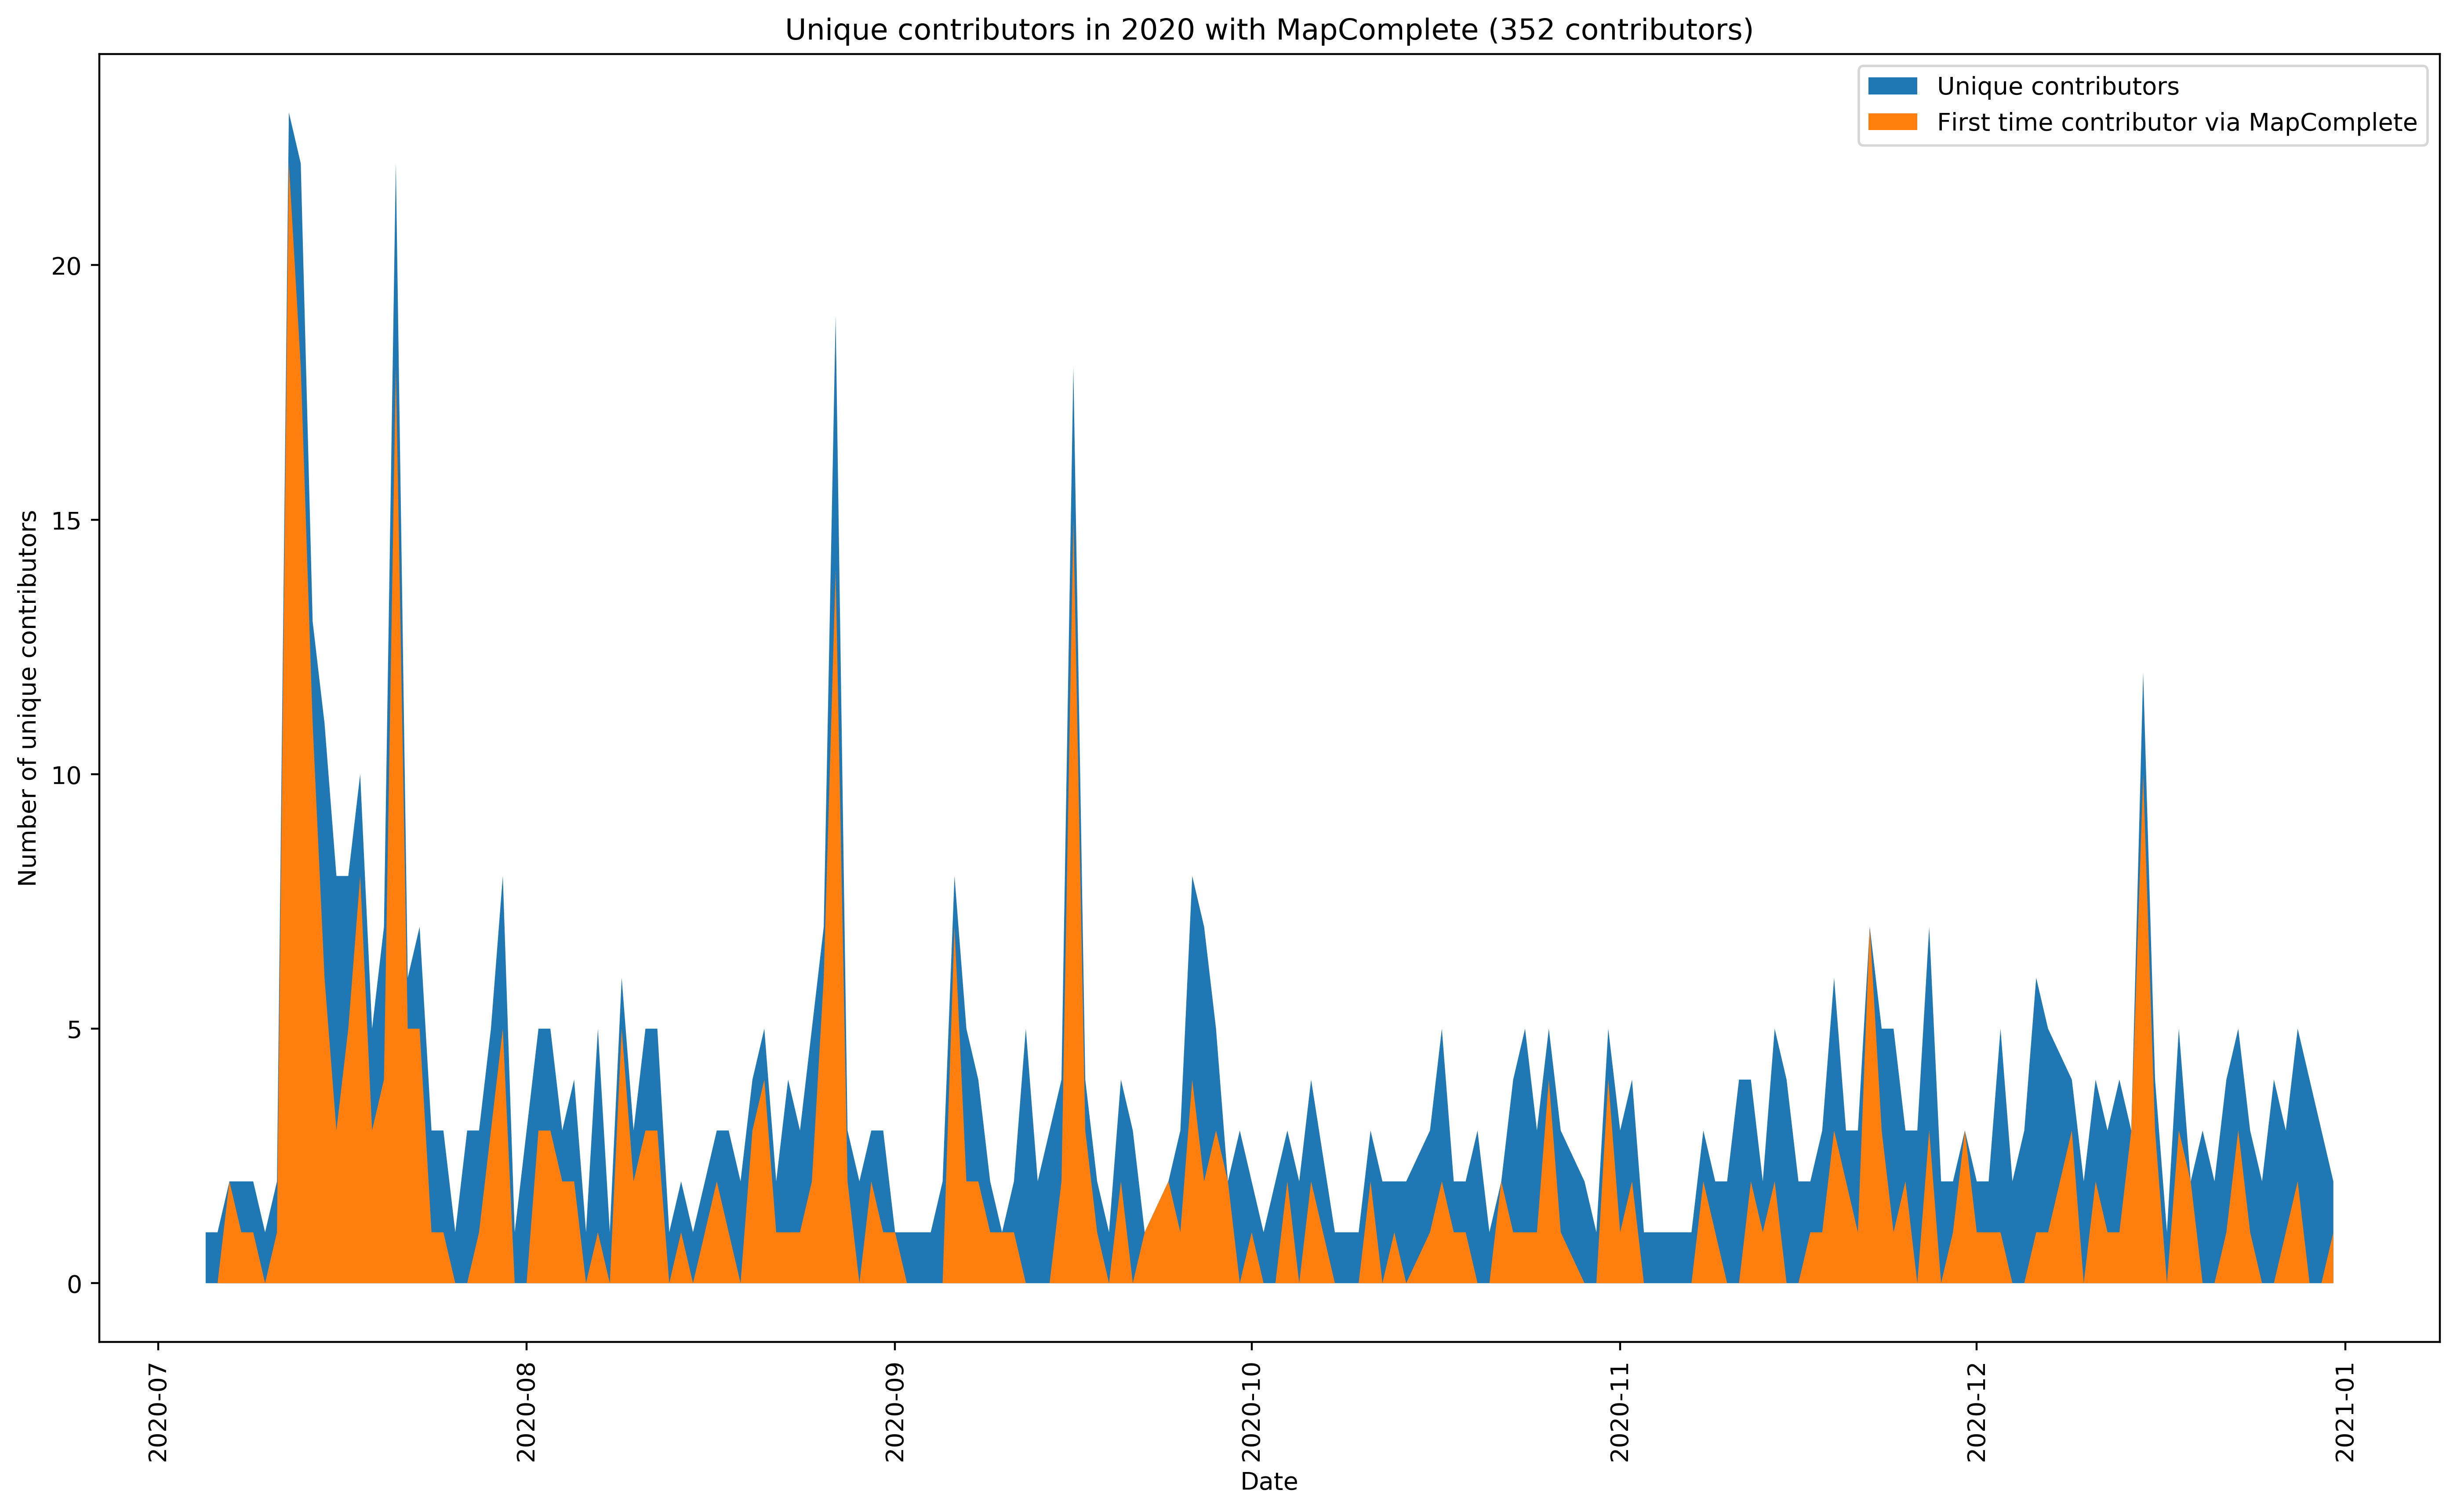 Unique contributors in 2020 with MapComplete (352 contributors)
Unique contributors
First time contributor via MapComplete
Number of unique contributors
20
15
10
5
0
2020-07
2020-08
2020-09
2020-10
2020-11
2020-12
2021-01
Date